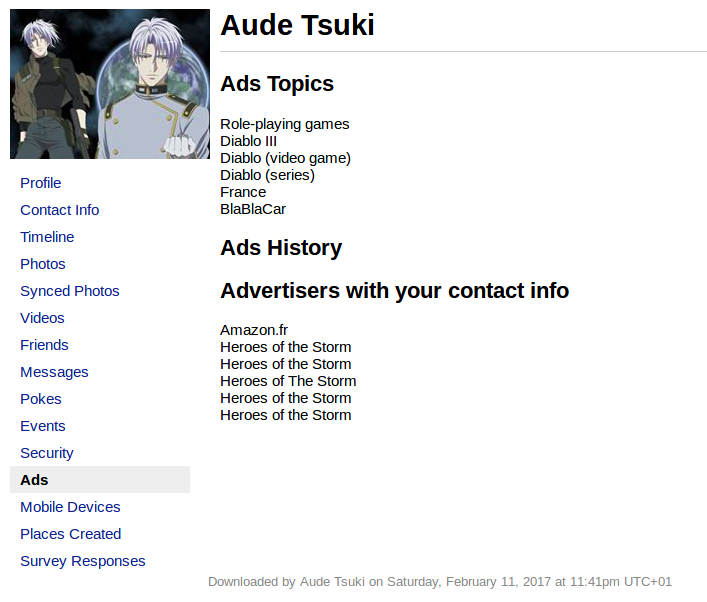 Aude Tsuki
Ads Topics
Role-playing games
Diablo III
Diablo (video game)
Diablo (series)
France
BlaBlaCar
Ads History
Advertisers with your contact info
Amazon.fr
Heroes of the Storm
Heroes of the Storm
Heroes of The Storm
Heroes of the Storm
Heroes of the Storm
Profile
Contact Info
Timeline
Photos
Synced Photos
Videos
Friends
Messages
Pokes
Events
Security
Ads
Mobile Devices
Places Created
Survey Responses
Downloaded by Aude Tsuki on Saturday, February 11, 2017 at 11:41pm UTC+01